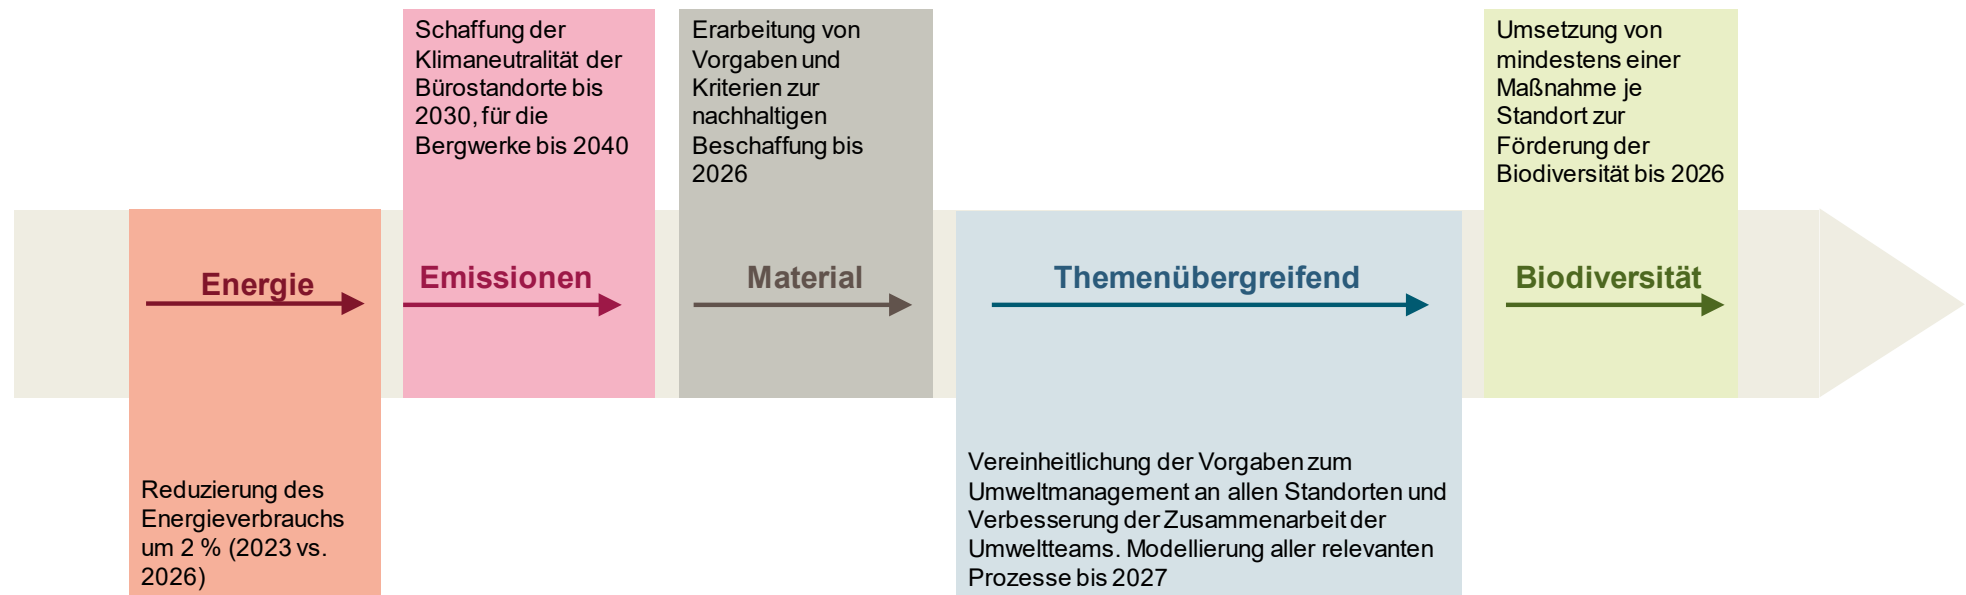 Energie
Reduzierung des
Energieverbrauchs
um 2 % (2023 vs.
2026)
Schaffung der
Klimaneutralität der
Bürostandorte bis
2030, für die
Bergwerke bis 2040
Emissionen
Erarbeitung von
Vorgaben und
Kriterien zur
nachhaltigen
Beschaffung bis
2026
Material
Themenübergreifend
Vereinheitlichung der Vorgaben zum
Umweltmanagement an allen Standorten und
Verbesserung der Zusammenarbeit der
Umweltteams. Modellierung aller relevanten
Prozesse bis 2027
Umsetzung von
mindestens einer
Maßnahme je
Standort zur
Förderung der
Biodiversität bis 2026
Biodiversität